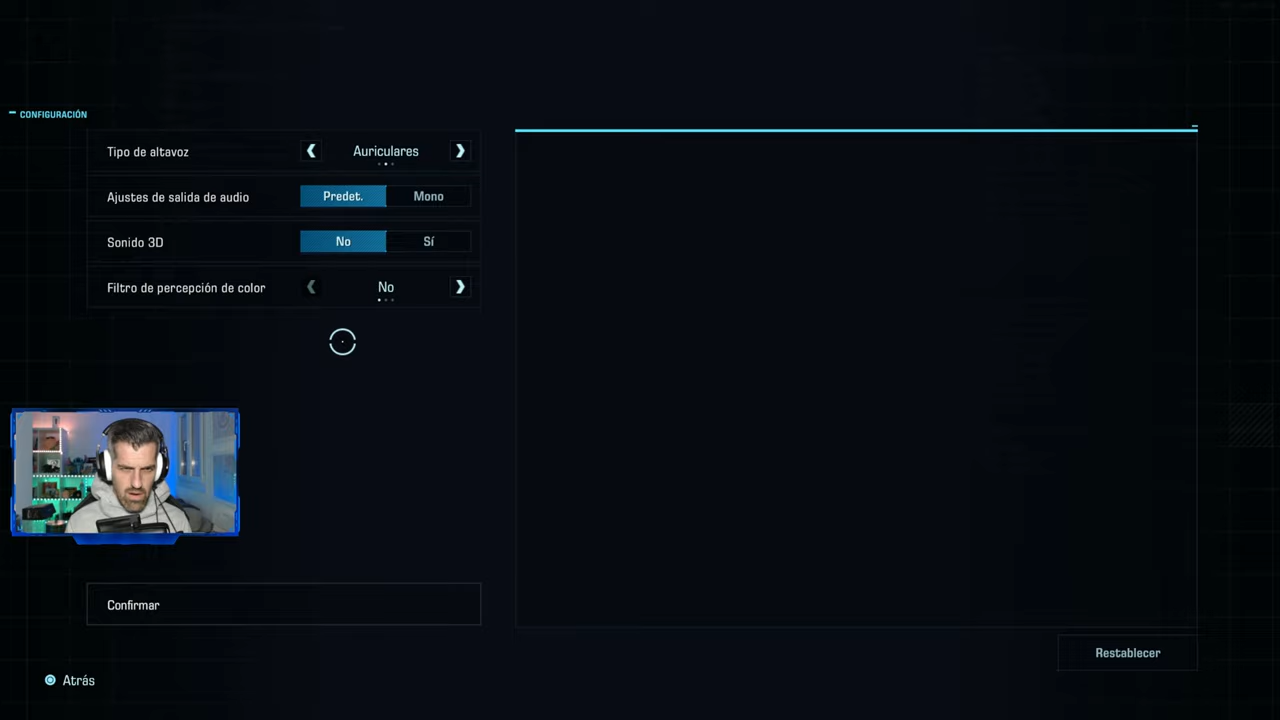 CONFIGURACIÓN
Tipo de altavoz
Auriculares
Ajustes de salida de audio
Predet.
Mono
Sonido 3D
No
Sí
Filtro de percepción de color
No
Confirmar
Restablecer
Atrás